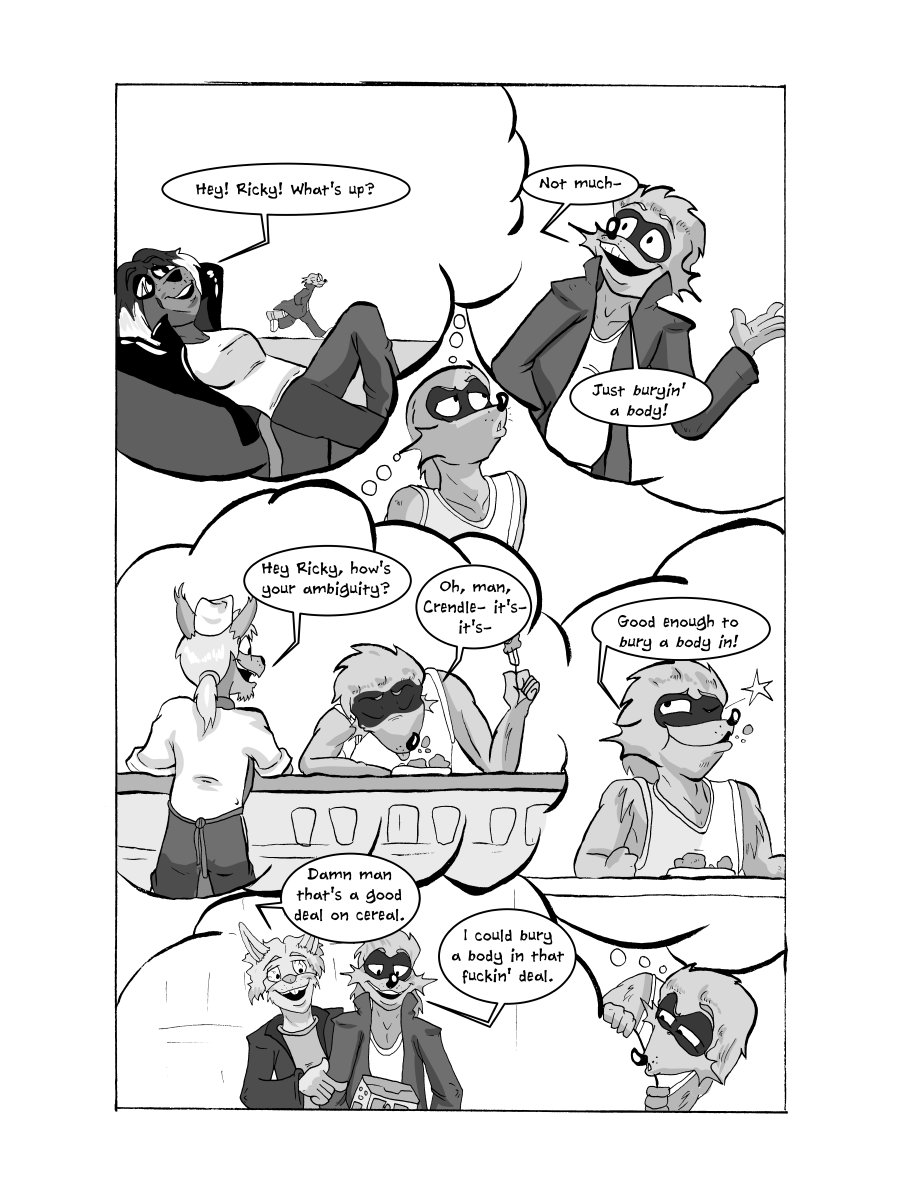 Hey! Ricky! What's up?
Not much-
Just buryin'
a body!
Hey Ricky, how's
your ambiguity?
Oh, man,
Crendle- it's-
it's-
Good enough to
bury a body in!
Damn man
that's a good
deal on cereal.
I could bury
a body in that
fuckin' deal.